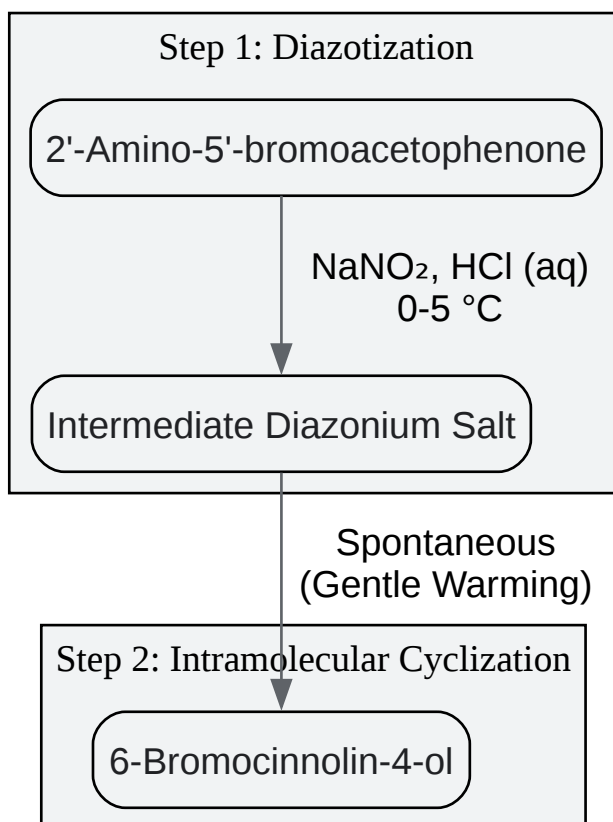 Step 1: Diazotization
2'-Amino-5'-bromoacetophenone
NaNO₂, HCl (aq)
0-5 °C
Intermediate Diazonium Salt
Spontaneous
(Gentle Warming)
Step 2: Intramolecular Cyclization
6-Bromocinnolin-4-ol